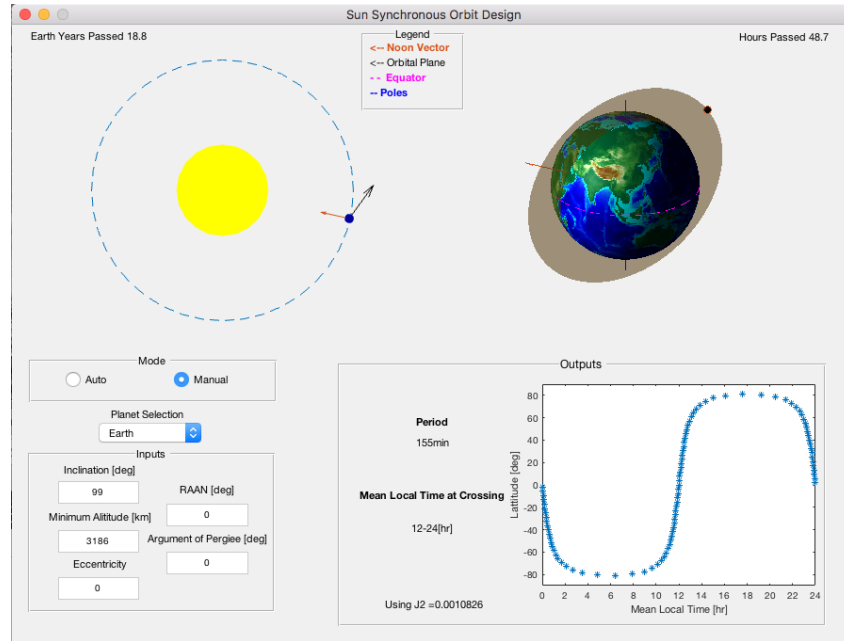 Sun Synchronous Orbit Design
Earth Years Passed 18.8
Legend
<-- Noon Vector
<-- Orbital Plane
-- Equator
-- Poles
Hours Passed 48.7
Mode
Auto
Manual
Planet Selection
Earth
Inputs
Inclination [deg]
99
RAAN [deg]
0
Minimum Alititude [km]
3186
Argument of Pergiee [deg]
0
Eccentricity
0
Outputs
Period
155min
Mean Local Time at Crossing
12-24[hr]
Using J2 =0.0010826
Lattitude [deg]
80
60
40
20
0
-20
-40
-60
-80
0 2 4 6 8 10 12 14 16 18 20 22 24
Mean Local Time [hr]